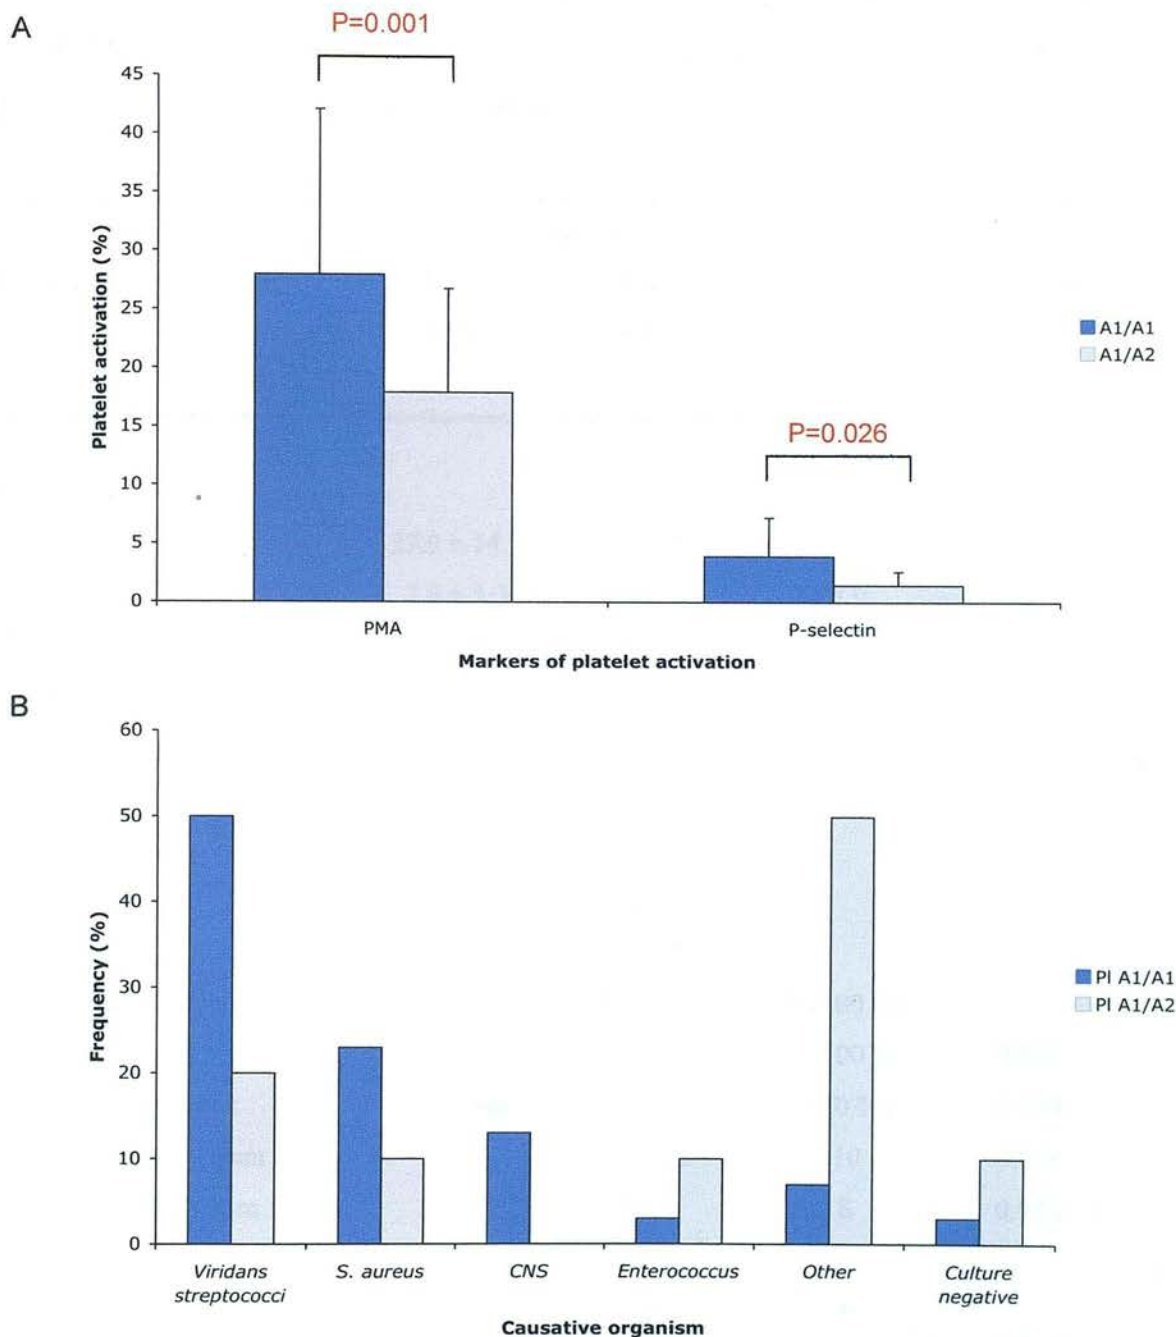 A
P=0.001
45
40
35
30
25
20
15
10
5
0
Platelet activation (%)
P=0.026
A1/A1
A1/A2
PMA
P-selectin
Markers of platelet activation
B
60
50
40
30
20
10
0
Frequency (%)
Pl A1/A1
Pl A1/A2
Viridans streptococci
S. aureus
CNS
Enterococcus
Other
Culture negative
Causative organism